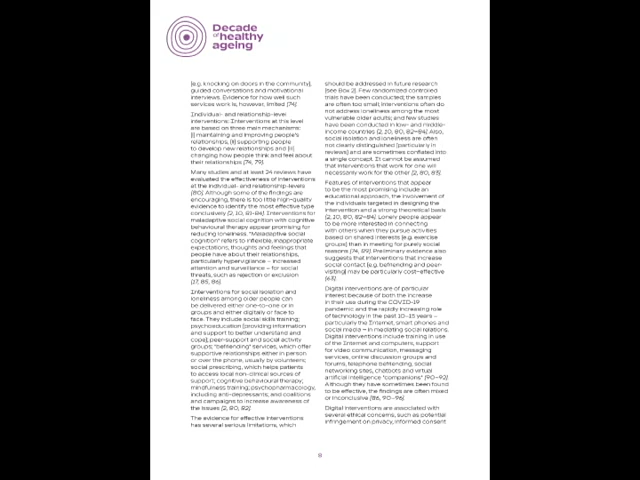 Decade
of healthy
ageing
(e.g. knocking on doors in the community),
guided conversations and motivational
interviews. Evidence for how well such
services work is, however, limited (74).
Individual- and relationship-level
interventions: Interventions at this level
are based on three main mechanisms:
(i) maintaining and improving people's
relationships, (ii) supporting people
to develop new relationships and (iii)
changing how people think and feel about
their relationships (74, 79).
Many studies and at least 24 reviews have
evaluated the effectiveness of interventions
at the individual- and relationship-levels
(80). Although some of the findings are
encouraging, there is too little high-quality
evidence to identify the most effective type
conclusively (2, 10, 81–84). Interventions for
maladaptive social cognition with cognitive
behavioural therapy appear promising for
reducing loneliness. "Maladaptive social
cognition" refers to inflexible, inappropriate
expectations, thoughts and feelings that
people have about their relationships,
particularly hypervigilance – increased
attention and surveillance – for social
threats, such as rejection or exclusion
(17, 85, 86).
Interventions for social isolation and
loneliness among older people can
be delivered either one-to-one or in
groups and either digitally or face to
face. They include social skills training;
psychoeducation (providing information
and support to better understand and
cope); peer-support and social activity
groups; "befriending" services, which offer
supportive relationships either in person
or over the phone, usually by volunteers;
social prescribing, which helps patients
to access local non-clinical sources of
support; cognitive behavioural therapy;
mindfulness training; psychopharmacology,
including anti-depressants; and coalitions
and campaigns to increase awareness of
the issues (2, 80, 82).
The evidence for effective interventions
has several serious limitations, which
should be addressed in future research
(see Box 2). Few randomized controlled
trials have been conducted; the samples
are often too small; interventions often do
not address loneliness among the most
vulnerable older adults; and few studies
have been conducted in low- and middle-
income countries (2, 10, 80, 82–84). Also,
social isolation and loneliness are often
not clearly distinguished (particularly in
reviews) and are sometimes conflated into
a single concept. It cannot be assumed
that interventions that work for one will
necessarily work for the other (2, 80, 83).
Features of interventions that appear
to be the most promising include an
educational approach, the involvement of
the individuals targeted in designing the
intervention and a strong theoretical basis
(2, 10, 80, 82–84). Lonely people appear
to be more interested in connecting
with others when they pursue activities
based on shared interests (e.g. exercise
groups) than in meeting for purely social
reasons (74, 89). Preliminary evidence also
suggests that interventions that increase
social contact (e.g. befriending and peer-
visiting) may be particularly cost-effective
(63).
Digital interventions are of particular
interest because of both the increase
in their use during the COVID-19
pandemic and the rapidly increasing role
of technology in the past 10–15 years –
particularly the Internet, smart phones and
social media – in mediating social relations.
Digital interventions include training in use
of the Internet and computers, support
for video communication, messaging
services, online discussion groups and
forums, telephone befriending, social
networking sites, chatbots and virtual
artificial intelligence "companions" (90–92).
Although they have sometimes been found
to be effective, the findings are often mixed
or inconclusive (86, 90–96).
Digital interventions are associated with
several ethical concerns, such as potential
infringement on privacy, informed consent